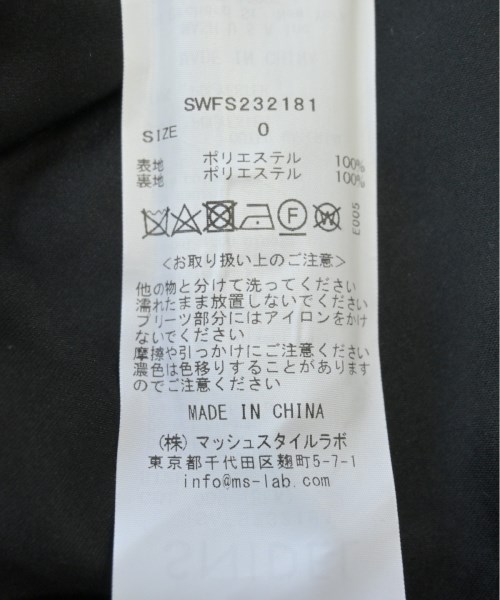 SWFS232181
SIZE 0
表地 ポリエステル 100%
裏地 ポリエステル 100%
F W E005
<お取り扱い上のご注意>
他の物と分けて洗ってください
濡れたまま放置しないでください
プリーツ部分にはアイロンをかけ
ないでください
摩擦や引っかけにご注意ください
濃色は色移りすることがあります
のでご注意ください
MADE IN CHINA
(株) マッシュスタイルラボ
東京都千代田区麹町5-7-1
info@ms-lab.com